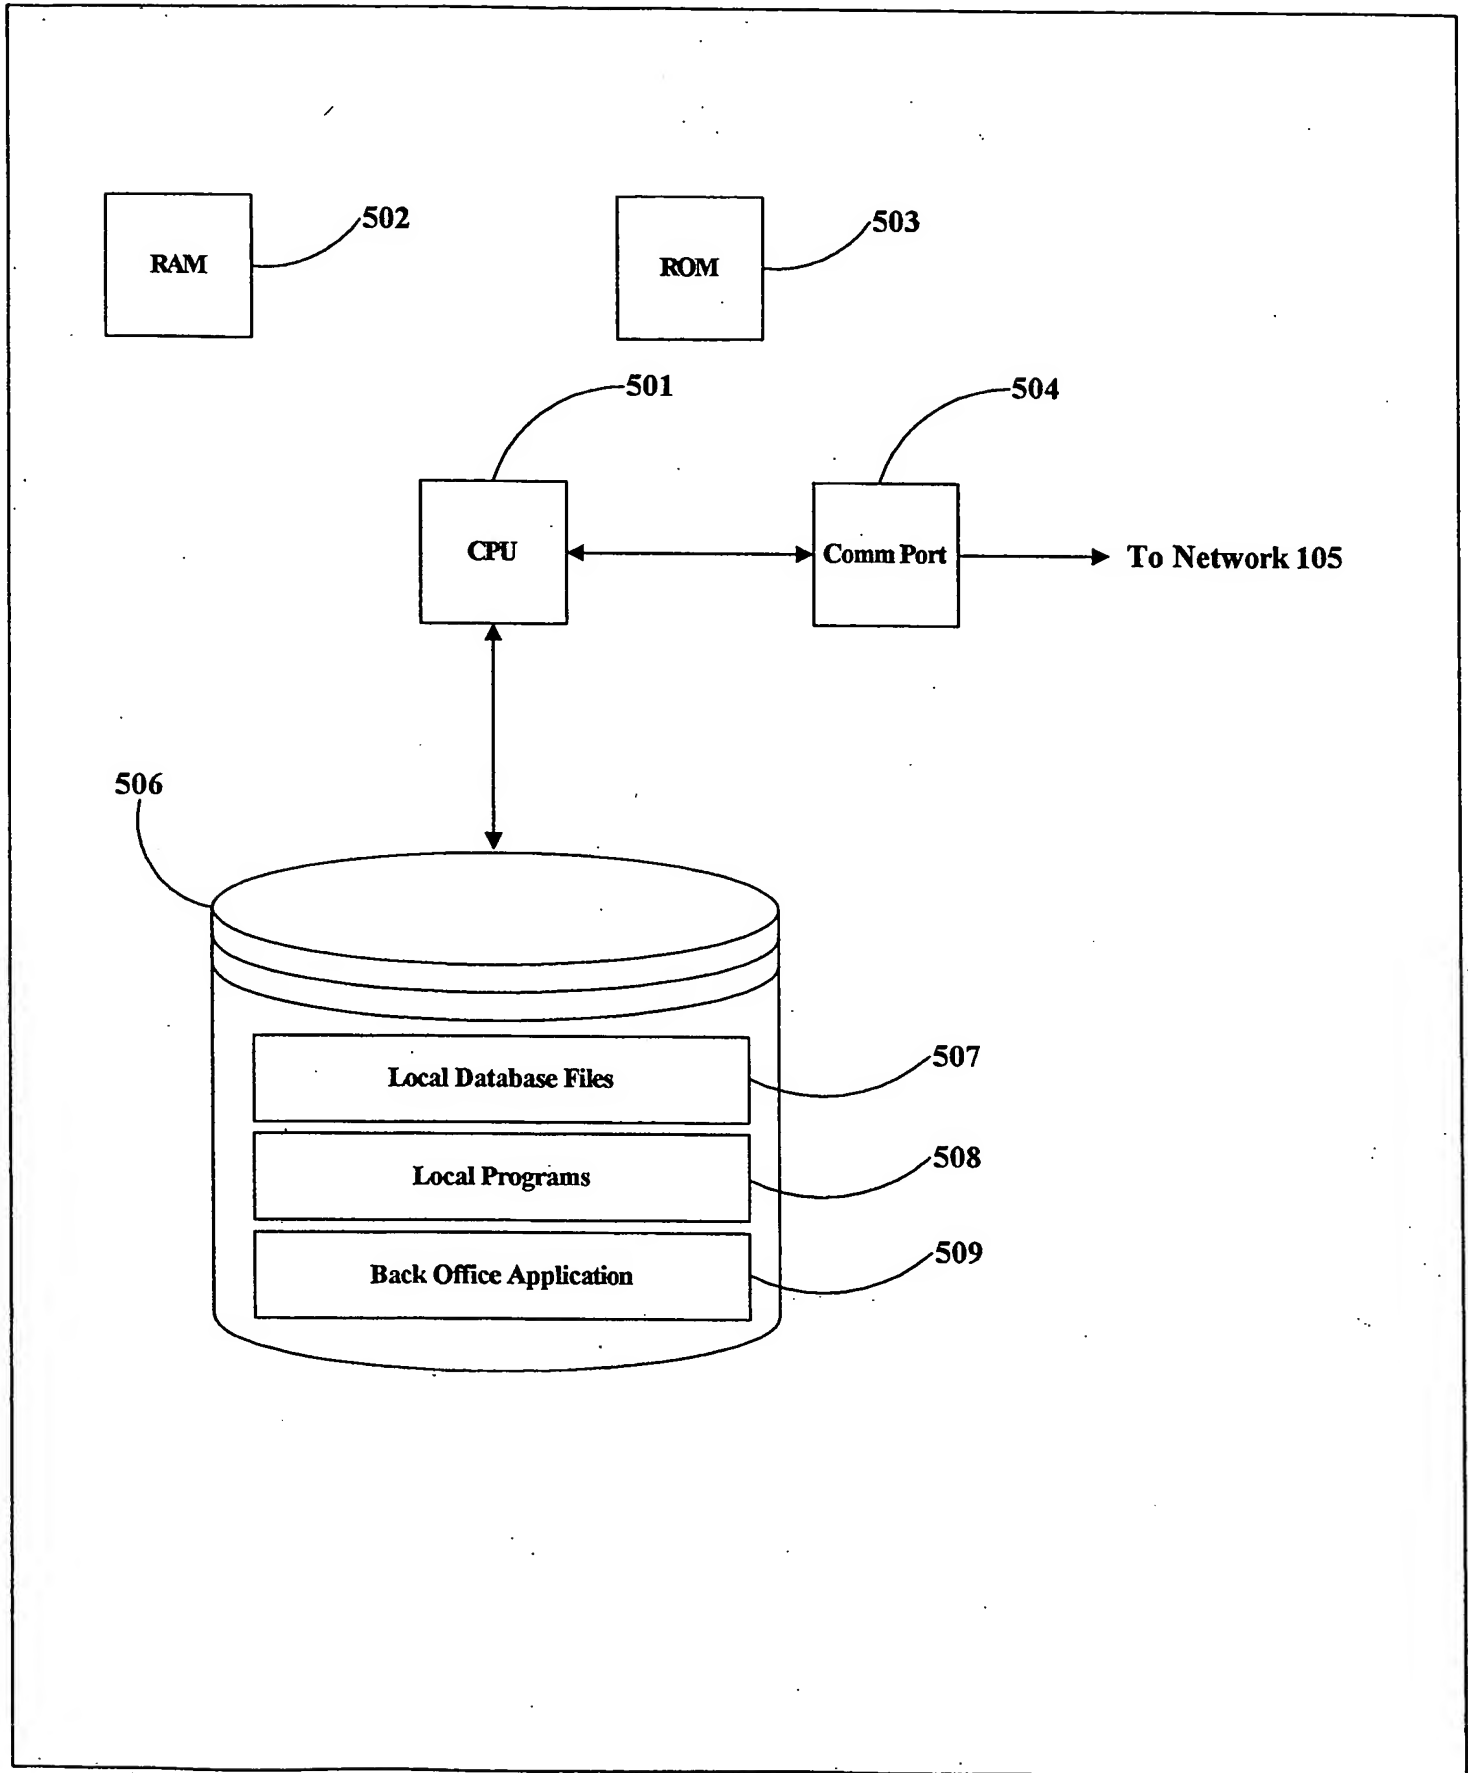 502
RAM
503
ROM
501
504
CPU
Comm Port
To Network 105
506
507
Local Database Files
508
Local Programs
509
Back Office Application